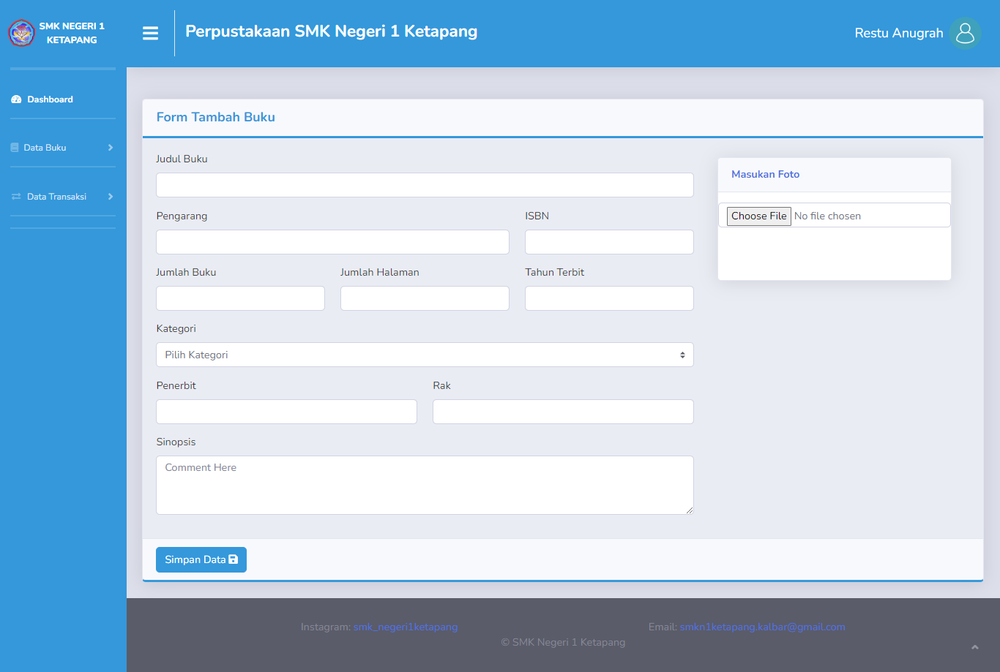 SMK NEGERI 1
KETAPANG
Perpustakaan SMK Negeri 1 Ketapang
Restu Anugrah
Dashboard
Data Buku
Data Transaksi
Form Tambah Buku
Judul Buku
Masukan Foto
Choose File No file chosen
Pengarang ISBN
Jumlah Buku Jumlah Halaman Tahun Terbit
Kategori
Pilih Kategori
Penerbit Rak
Sinopsis
Comment Here
Simpan Data
Instagram: smk_negeri1ketapang Email: smkn1ketapang.kalbar@gmail.com
© SMK Negeri 1 Ketapang